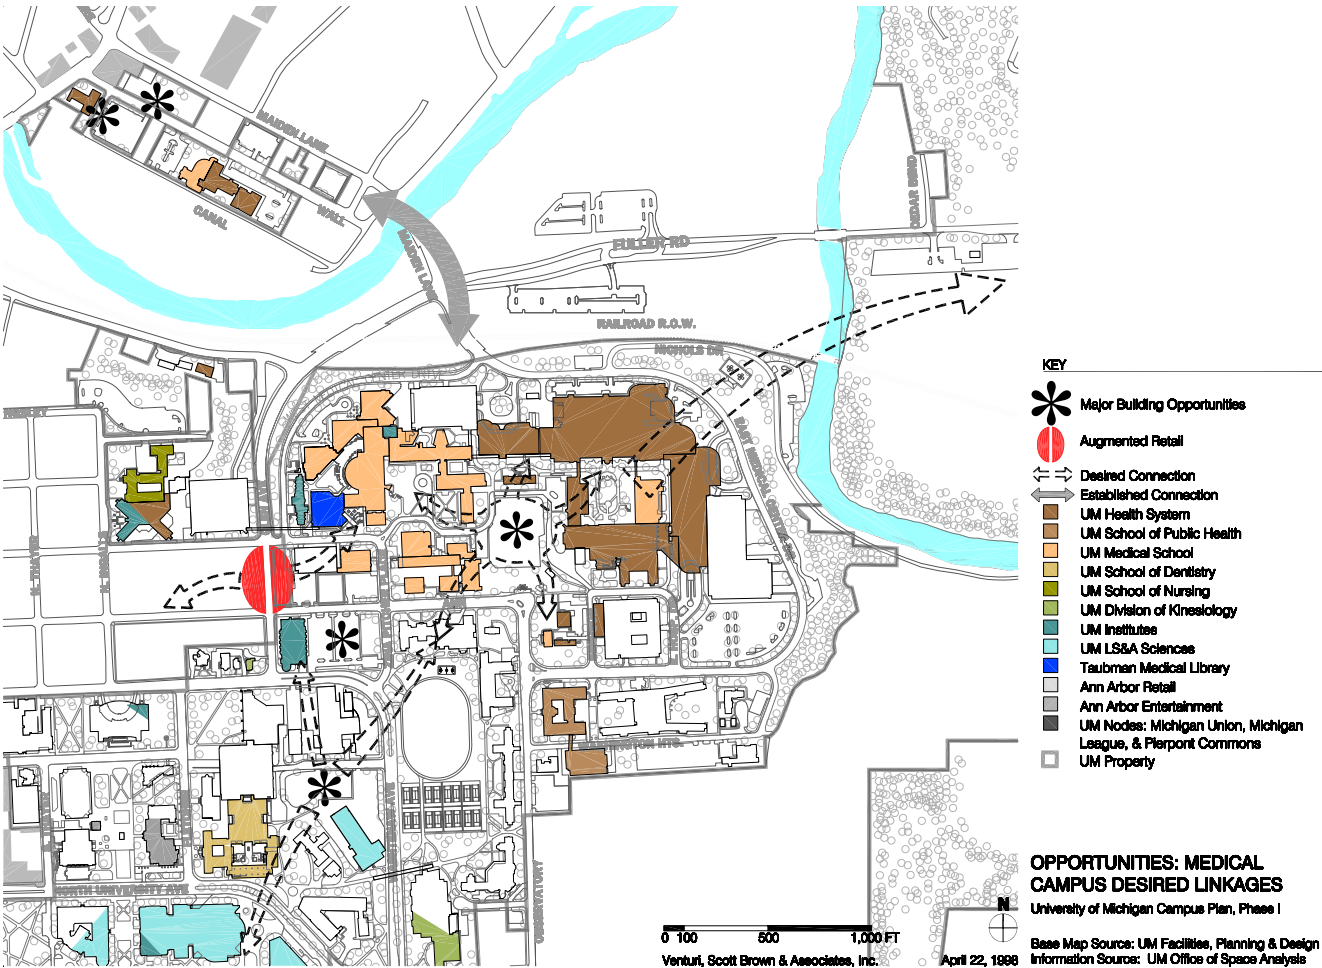 MAIDEN LANE
WALL
CANAL
MAIDEN LANE
FULLER RD
CEDAR BEND
RAILROAD R.O.W.
NICHOLS DR
EAST MEDICAL CENTER DR
NORTH UNIVERSITY AVE
OBSERVATORY
KEY
Major Building Opportunities
Augmented Retail
Desired Connection
Established Connection
UM Health System
UM School of Public Health
UM Medical School
UM School of Dentistry
UM School of Nursing
UM Division of Kinesiology
UM Institutes
UM LS&A Sciences
Taubman Medical Library
Ann Arbor Retail
Ann Arbor Entertainment
UM Nodes: Michigan Union, Michigan
League, & Pierpont Commons
UM Property
OPPORTUNITIES: MEDICAL
CAMPUS DESIRED LINKAGES
University of Michigan Campus Plan, Phase I
N
0 100 500 1,000 FT
Venturi, Scott Brown & Associates, Inc.
April 22, 1998
Base Map Source: UM Facilities, Planning & Design
Information Source: UM Office of Space Analysis